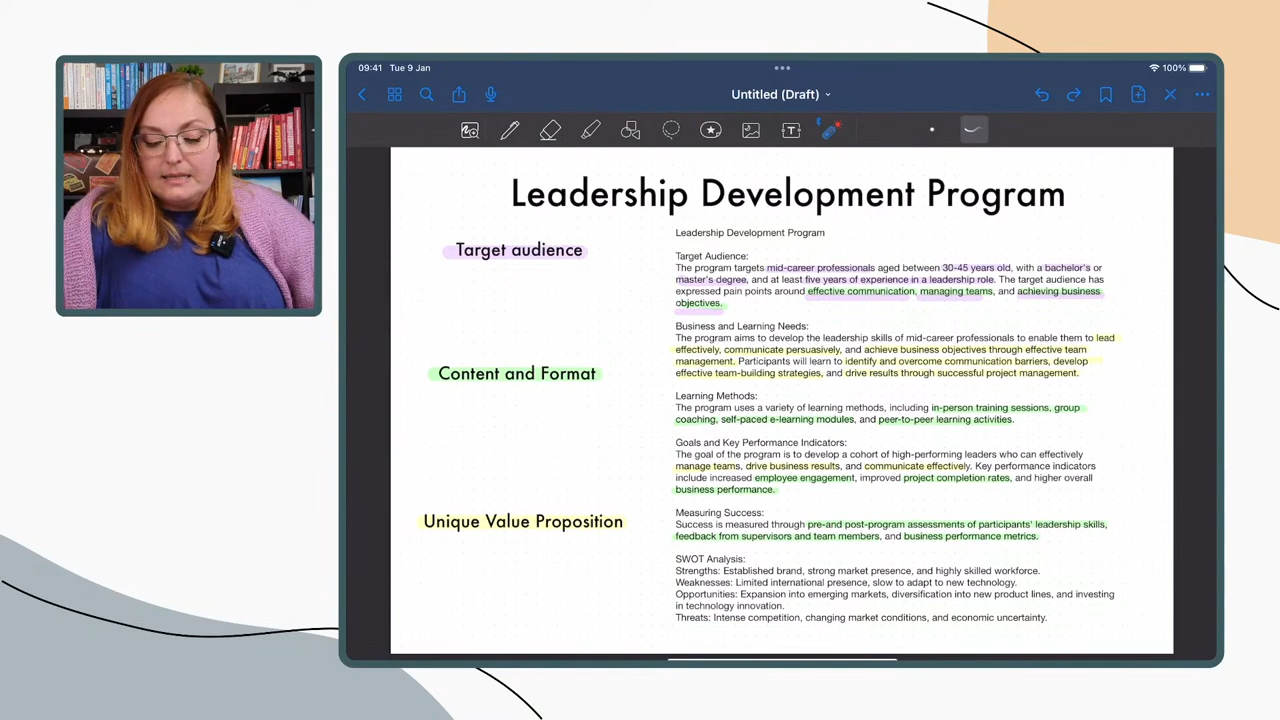 09:41 Tue 9 Jan
100%
Untitled (Draft)
Leadership Development Program
Target audience
Content and Format
Unique Value Proposition
Leadership Development Program
Target Audience:
The program targets mid-career professionals aged between 30-45 years old, with a bachelor's or
master's degree, and at least five years of experience in a leadership role. The target audience has
expressed pain points around effective communication, managing teams, and achieving business
objectives.
Business and Learning Needs:
The program aims to develop the leadership skills of mid-career professionals to enable them to lead
effectively, communicate persuasively, and achieve business objectives through effective team
management. Participants will learn to identify and overcome communication barriers, develop
effective team-building strategies, and drive results through successful project management.
Learning Methods:
The program uses a variety of learning methods, including in-person training sessions, group
coaching, self-paced e-learning modules, and peer-to-peer learning activities.
Goals and Key Performance Indicators:
The goal of the program is to develop a cohort of high-performing leaders who can effectively
manage teams, drive business results, and communicate effectively. Key performance indicators
include increased employee engagement, improved project completion rates, and higher overall
business performance.
Measuring Success:
Success is measured through pre-and post-program assessments of participants' leadership skills,
feedback from supervisors and team members, and business performance metrics.
SWOT Analysis:
Strengths: Established brand, strong market presence, and highly skilled workforce.
Weaknesses: Limited international presence, slow to adapt to new technology.
Opportunities: Expansion into emerging markets, diversification into new product lines, and investing
in technology innovation.
Threats: Intense competition, changing market conditions, and economic uncertainty.